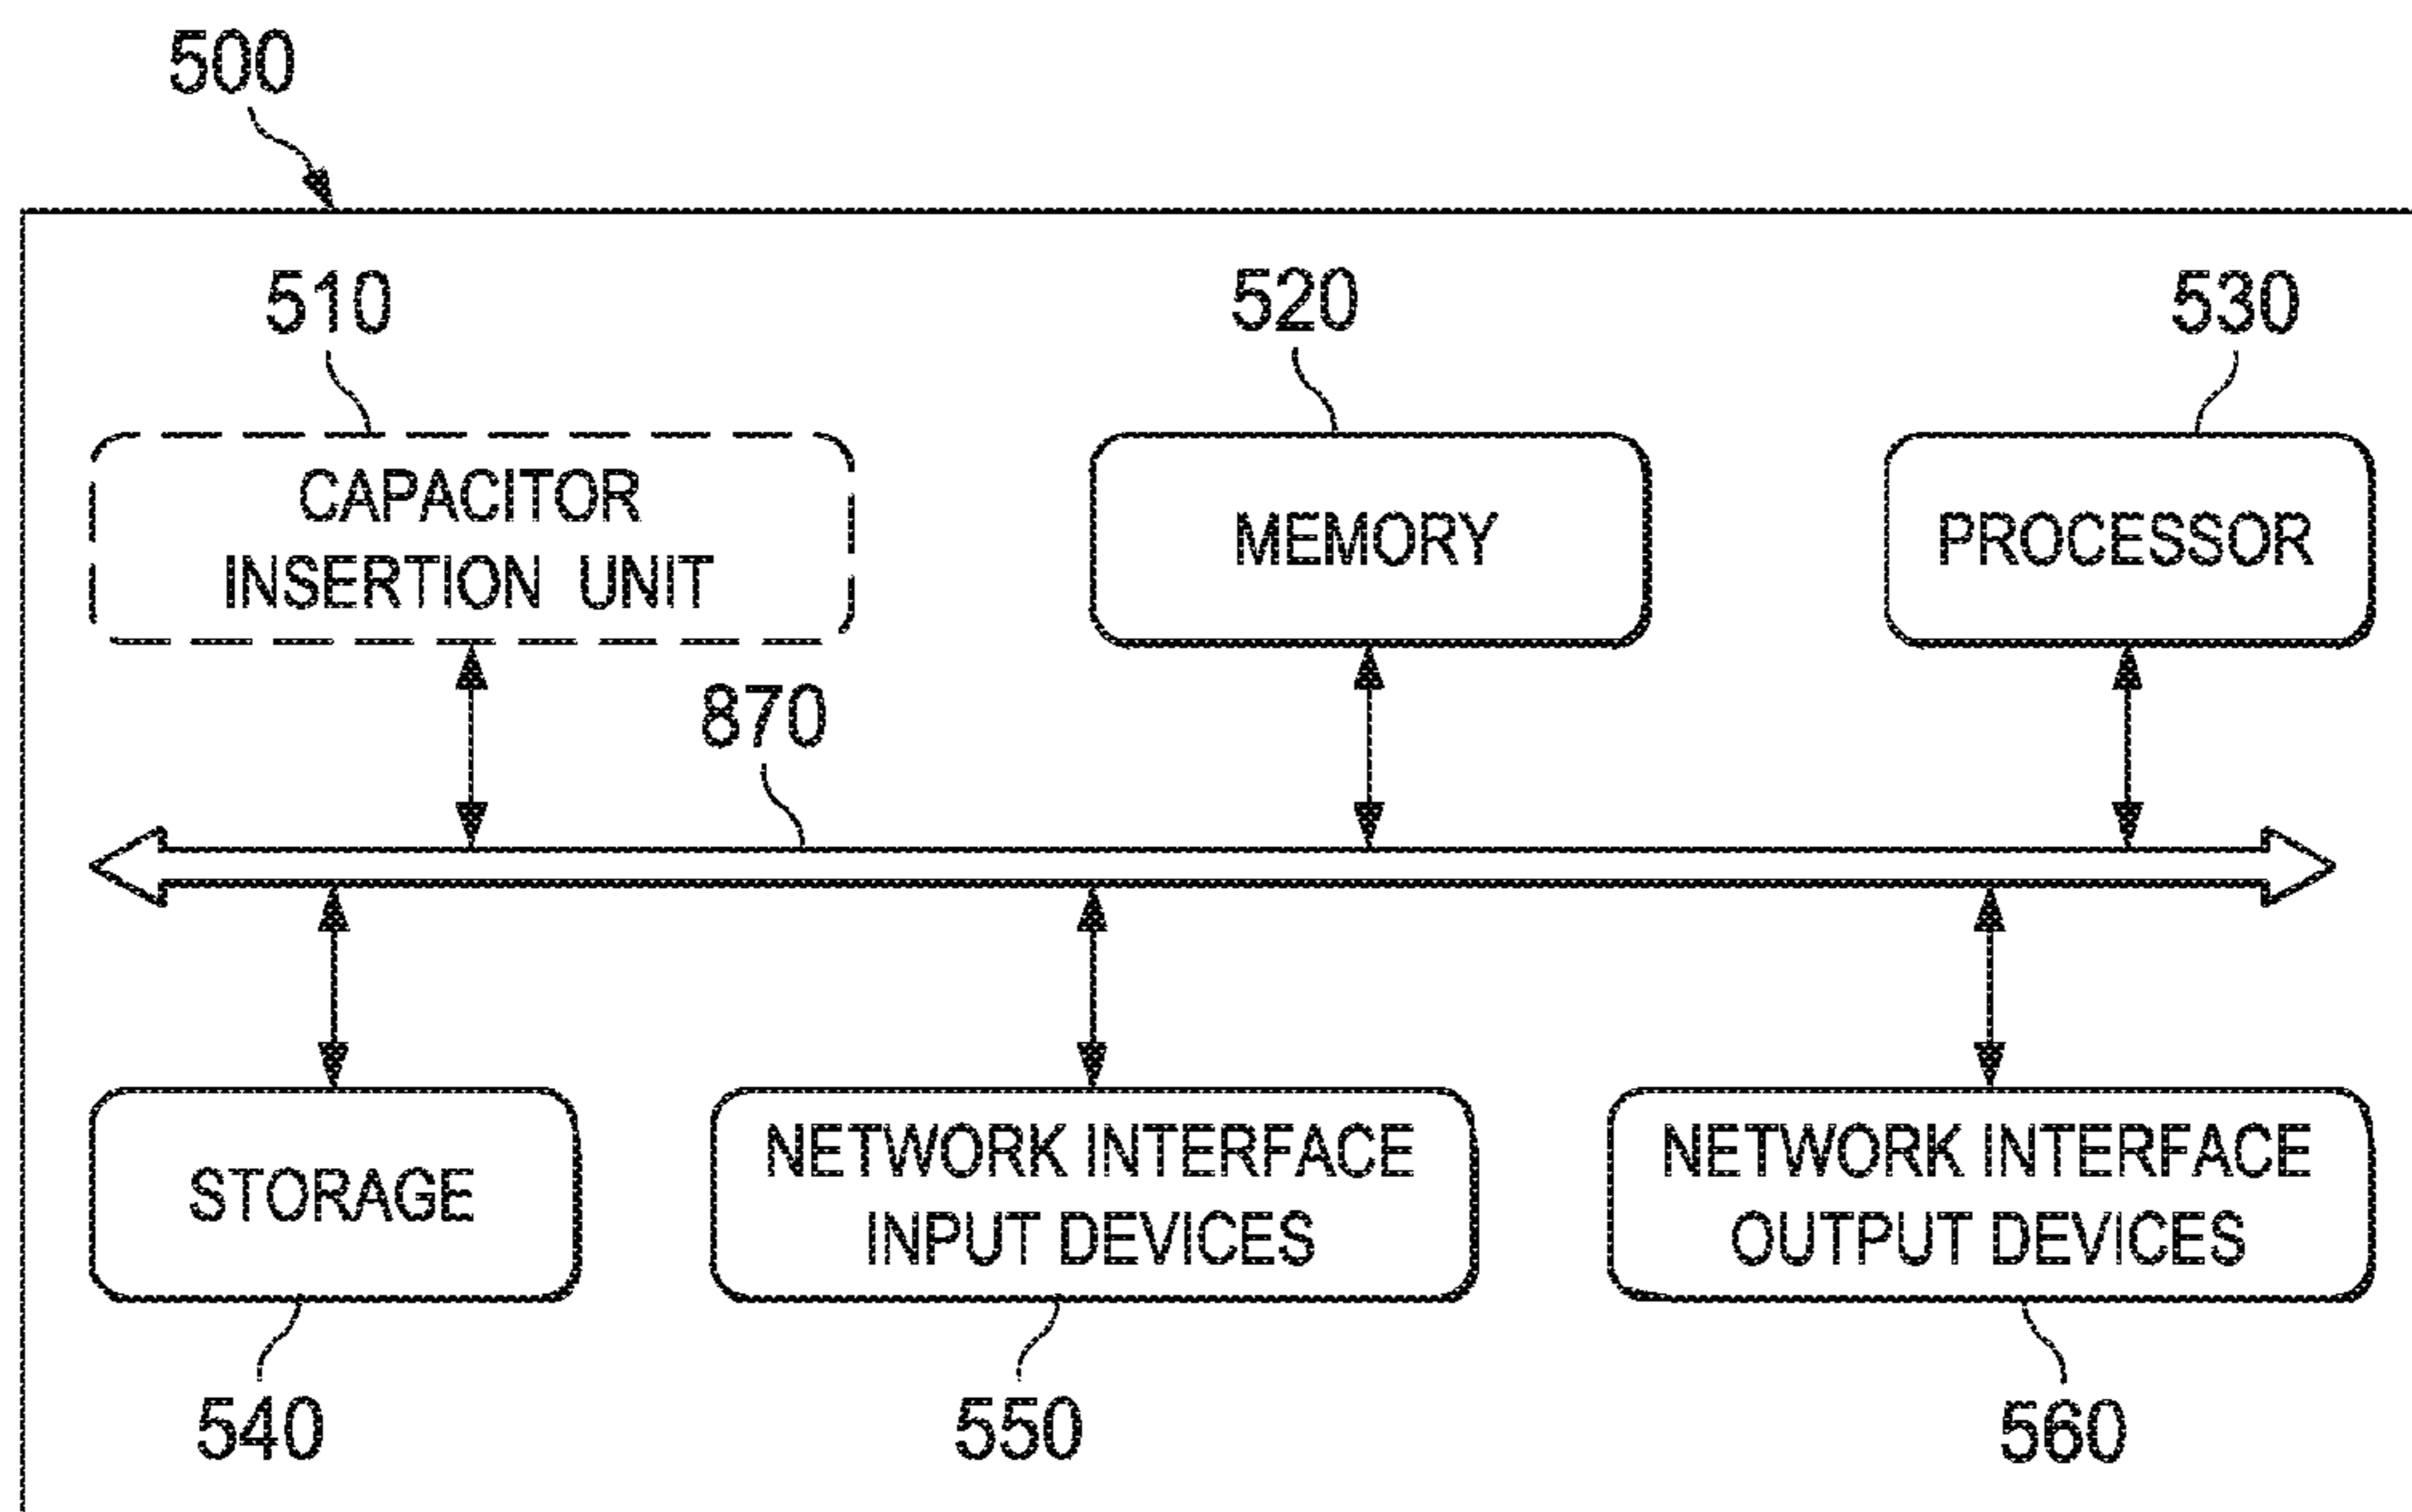 500
510
520
530
CAPACITOR
INSERTION UNIT
MEMORY
PROCESSOR
870
STORAGE
NETWORK INTERFACE
INPUT DEVICES
NETWORK INTERFACE
OUTPUT DEVICES
540
550
560